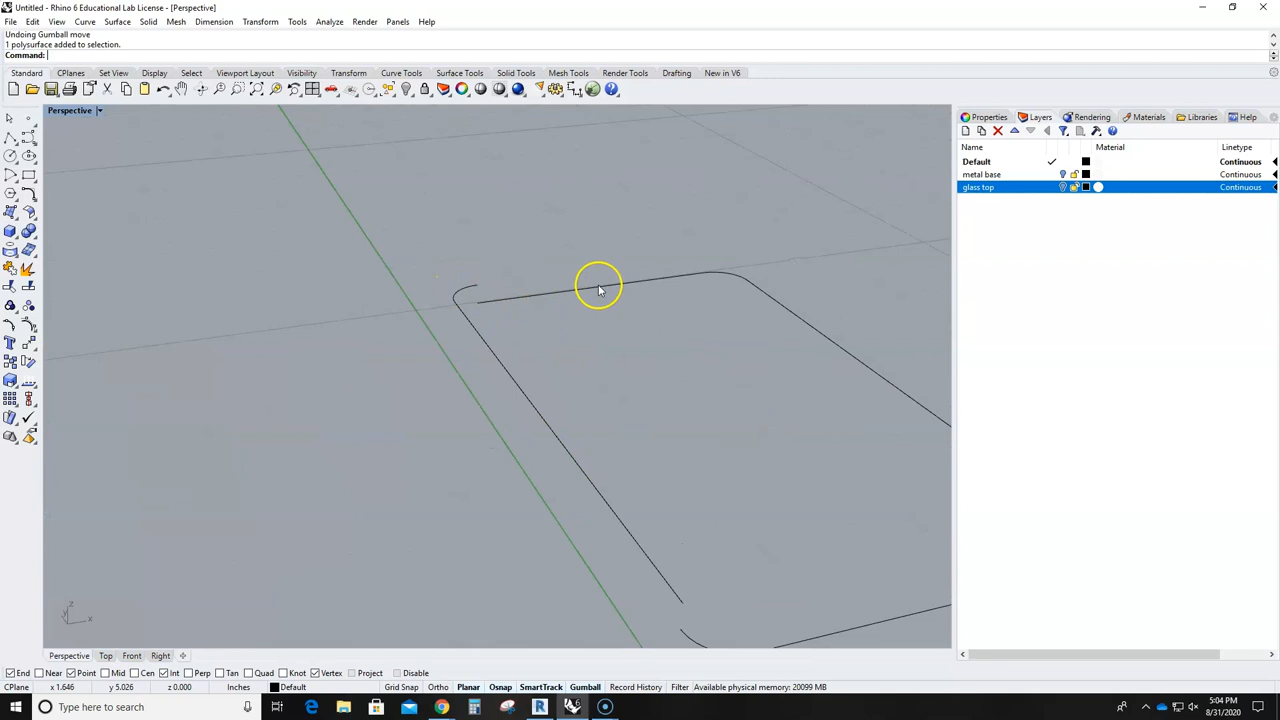 Untitled - Rhino 6 Educational Lab License - [Perspective]
File Edit View Curve Surface Solid Mesh Dimension Transform Tools Analyze Render Panels Help
Undoing Gumball move
1 polysurface added to selection.
Command:
Standard CPlanes Set View Display Select Viewport Layout Visibility Transform Curve Tools Surface Tools Solid Tools Mesh Tools Render Tools Drafting New in V6
Perspective
Properties Layers Rendering Materials Libraries Help
Name Material Linetype
Default Continuous
metal base Continuous
glass top Continuous
z
y
x
Perspective Top Front Right
End Near Point Mid Cen Int Perp Tan Quad Knot Vertex Project Disable
CPlane x 1.646 y 5.026 z 0.000 Inches Default Grid Snap Ortho Planar Osnap SmartTrack Gumball Record History Filter Available physical memory: 20099 MB
Type here to search
5:04 PM
8/31/2020